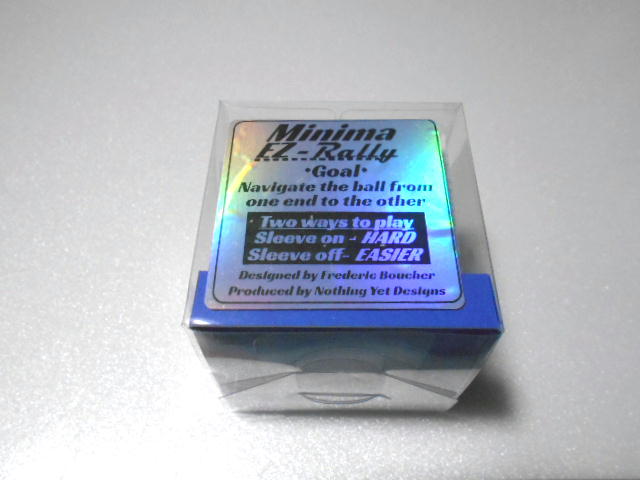 Minima
EZ-Rally
•Goal•
Navigate the ball from
one end to the other
Two ways to play
Sleeve on - HARD
Sleeve off- EASIER
Designed by Frederic Boucher
Produced by Nothing Yet Designs